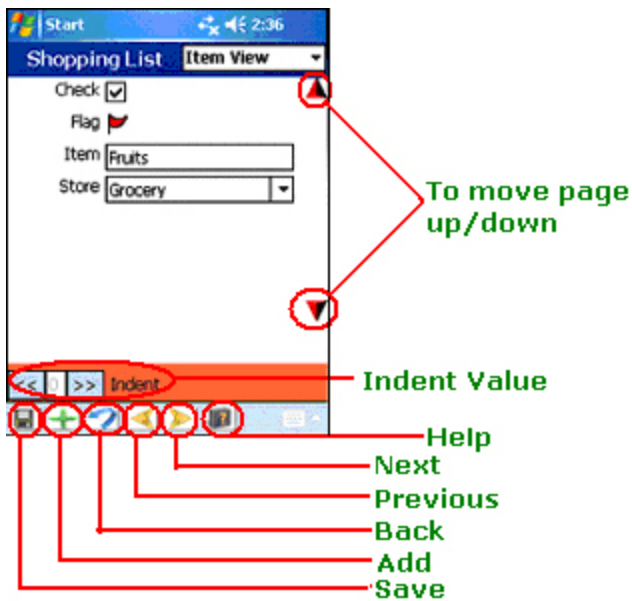 Start 2:36
Shopping List Item View
Check
Flag
Item Fruits
Store Grocery
To move page
up/down
<< 0 >> Indent
Indent Value
Help
Next
Previous
Back
Add
Save